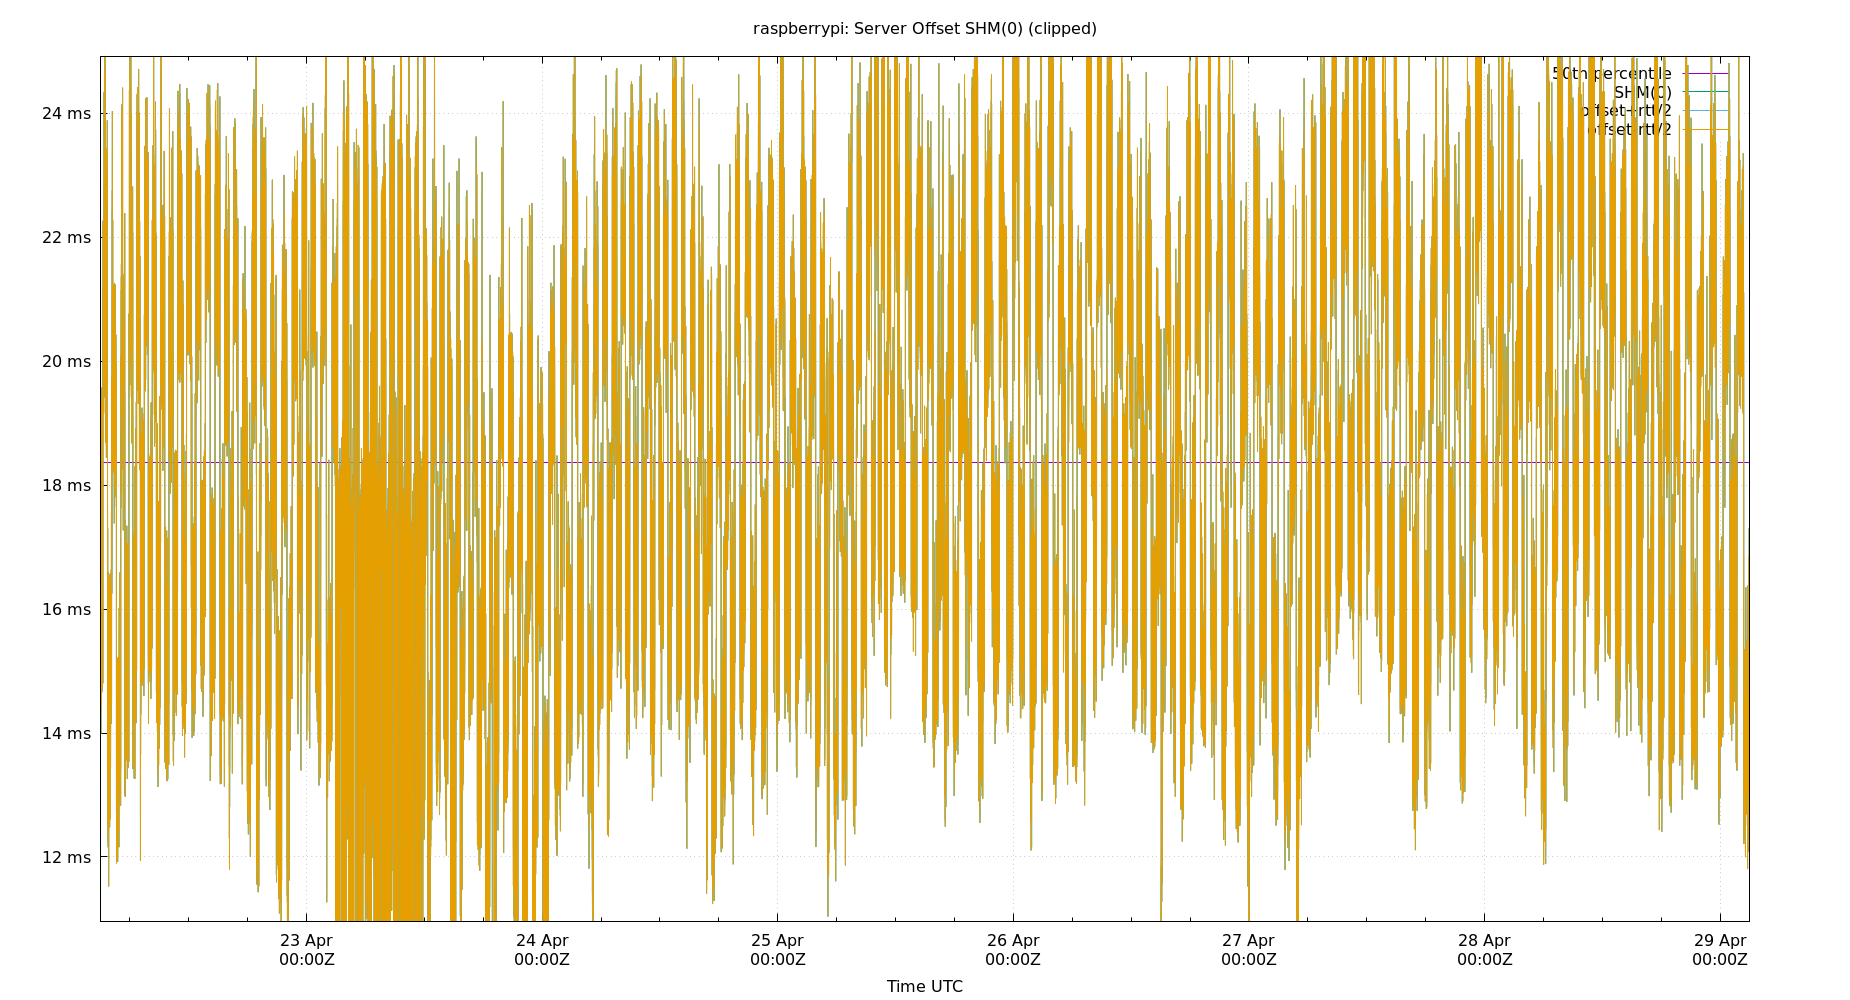 raspberrypi: Server Offset SHM(0) (clipped)
50th percentile
SHM(0)
offset+rtt/2
offset-rtt/2
24 ms
22 ms
20 ms
18 ms
16 ms
14 ms
12 ms
23 Apr 24 Apr 25 Apr 26 Apr 27 Apr 28 Apr 29 Apr
00:00Z 00:00Z 00:00Z 00:00Z 00:00Z 00:00Z 00:00Z
Time UTC